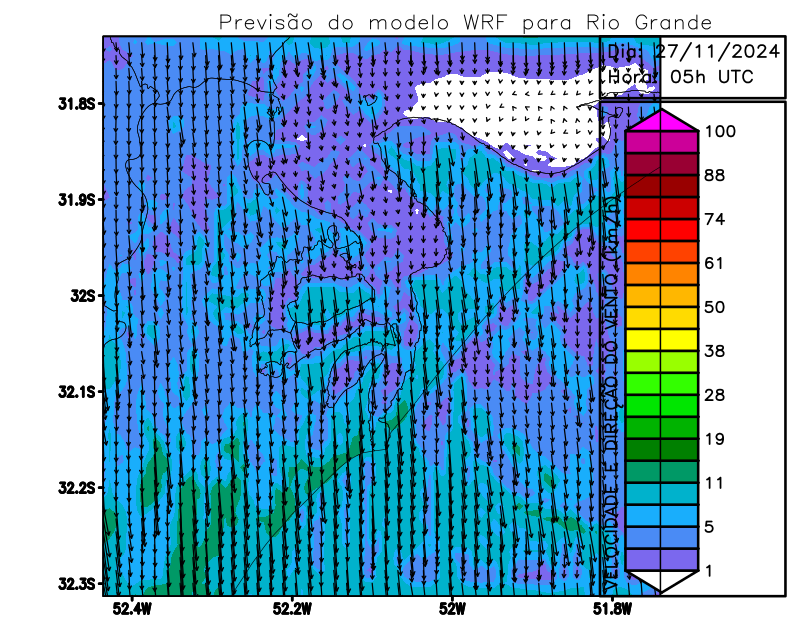 Previsão do modelo WRF para Rio Grande
Dia: 27/11/2024
Hora: 05h UTC
31.8S
31.9S
32S
32.1S
32.2S
32.3S
52.4W
52.2W
52W
51.8W
VELOCIDADE E DIREÇÃO DO VENTO (km/h)
100
88
74
61
50
38
28
19
11
5
1